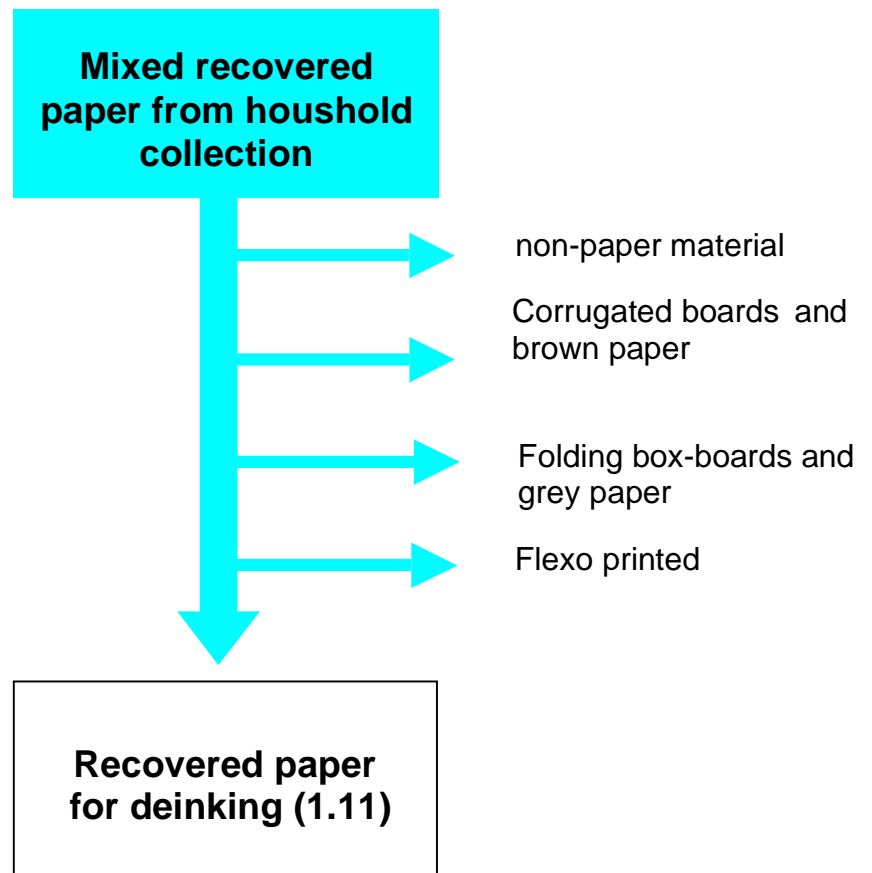 Mixed recovered
paper from houshold
collection
non-paper material
Corrugated boards and
brown paper
Folding box-boards and
grey paper
Flexo printed
Recovered paper
for deinking (1.11)